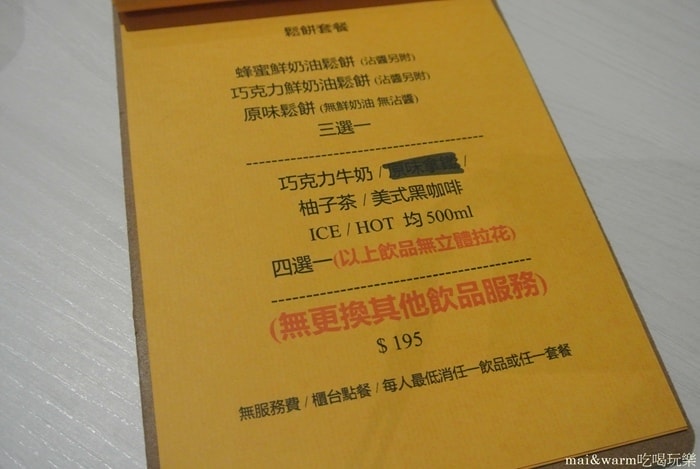 鬆餅套餐
蜂蜜鮮奶油鬆餅 (沾醬另附)
巧克力鮮奶油鬆餅 (沾醬另附)
原味鬆餅 (無鮮奶油 無沾醬)
三選一
巧克力牛奶 / /
柚子茶 / 美式黑咖啡
ICE / HOT 均 500ml
四選一(以上飲品無立體拉花)
(無更換其他飲品服務)
$ 195
無服務費 / 櫃台點餐 / 每人最低消任一飲品或任一套餐
mai&warm吃喝玩樂